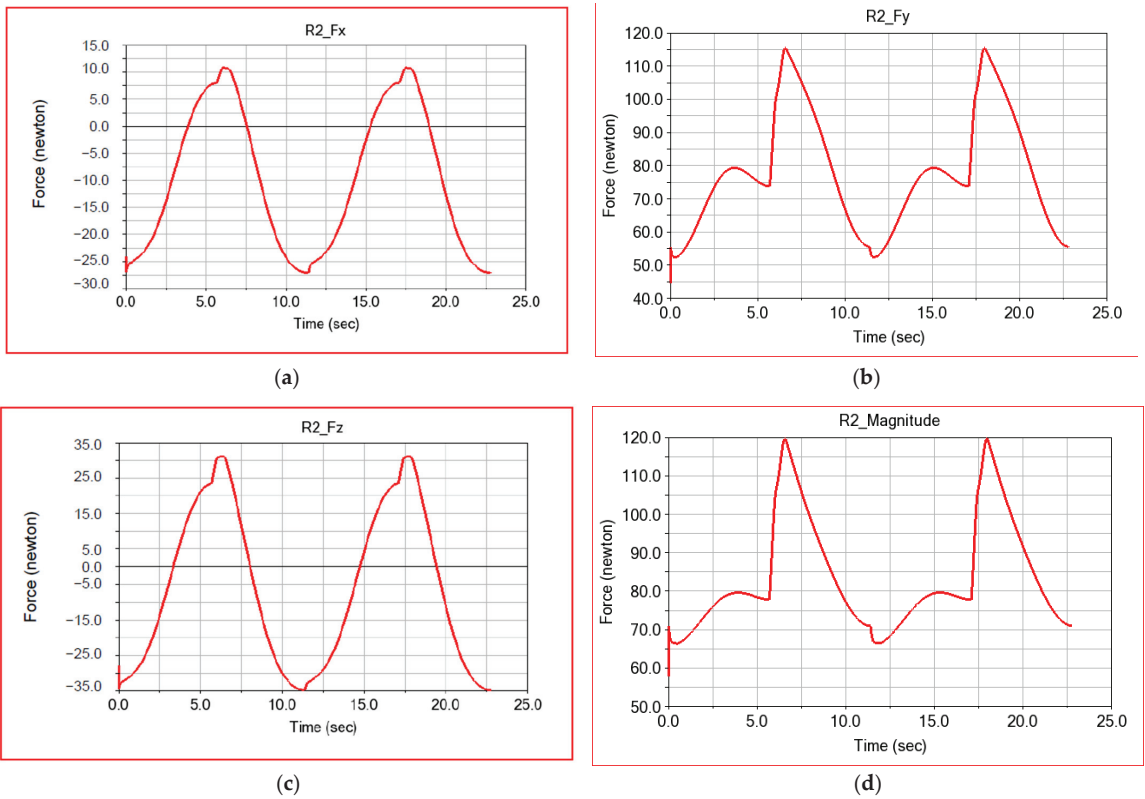 R2_Fx
15.0
10.0
5.0
0.0
−5.0
−10.0
−15.0
−20.0
−25.0
−30.0
Force (newton)
0.0 5.0 10.0 15.0 20.0 25.0
Time (sec)
(a)
R2_Fy
120.0
110.0
100.0
90.0
80.0
70.0
60.0
50.0
40.0
Force (newton)
0.0 5.0 10.0 15.0 20.0 25.0
Time (sec)
(b)
R2_Fz
35.0
25.0
15.0
5.0
0.0
−5.0
−15.0
−25.0
−35.0
Force (newton)
0.0 5.0 10.0 15.0 20.0 25.0
Time (sec)
(c)
R2_Magnitude
120.0
110.0
100.0
90.0
80.0
70.0
60.0
50.0
Force (newton)
0.0 5.0 10.0 15.0 20.0 25.0
Time (sec)
(d)